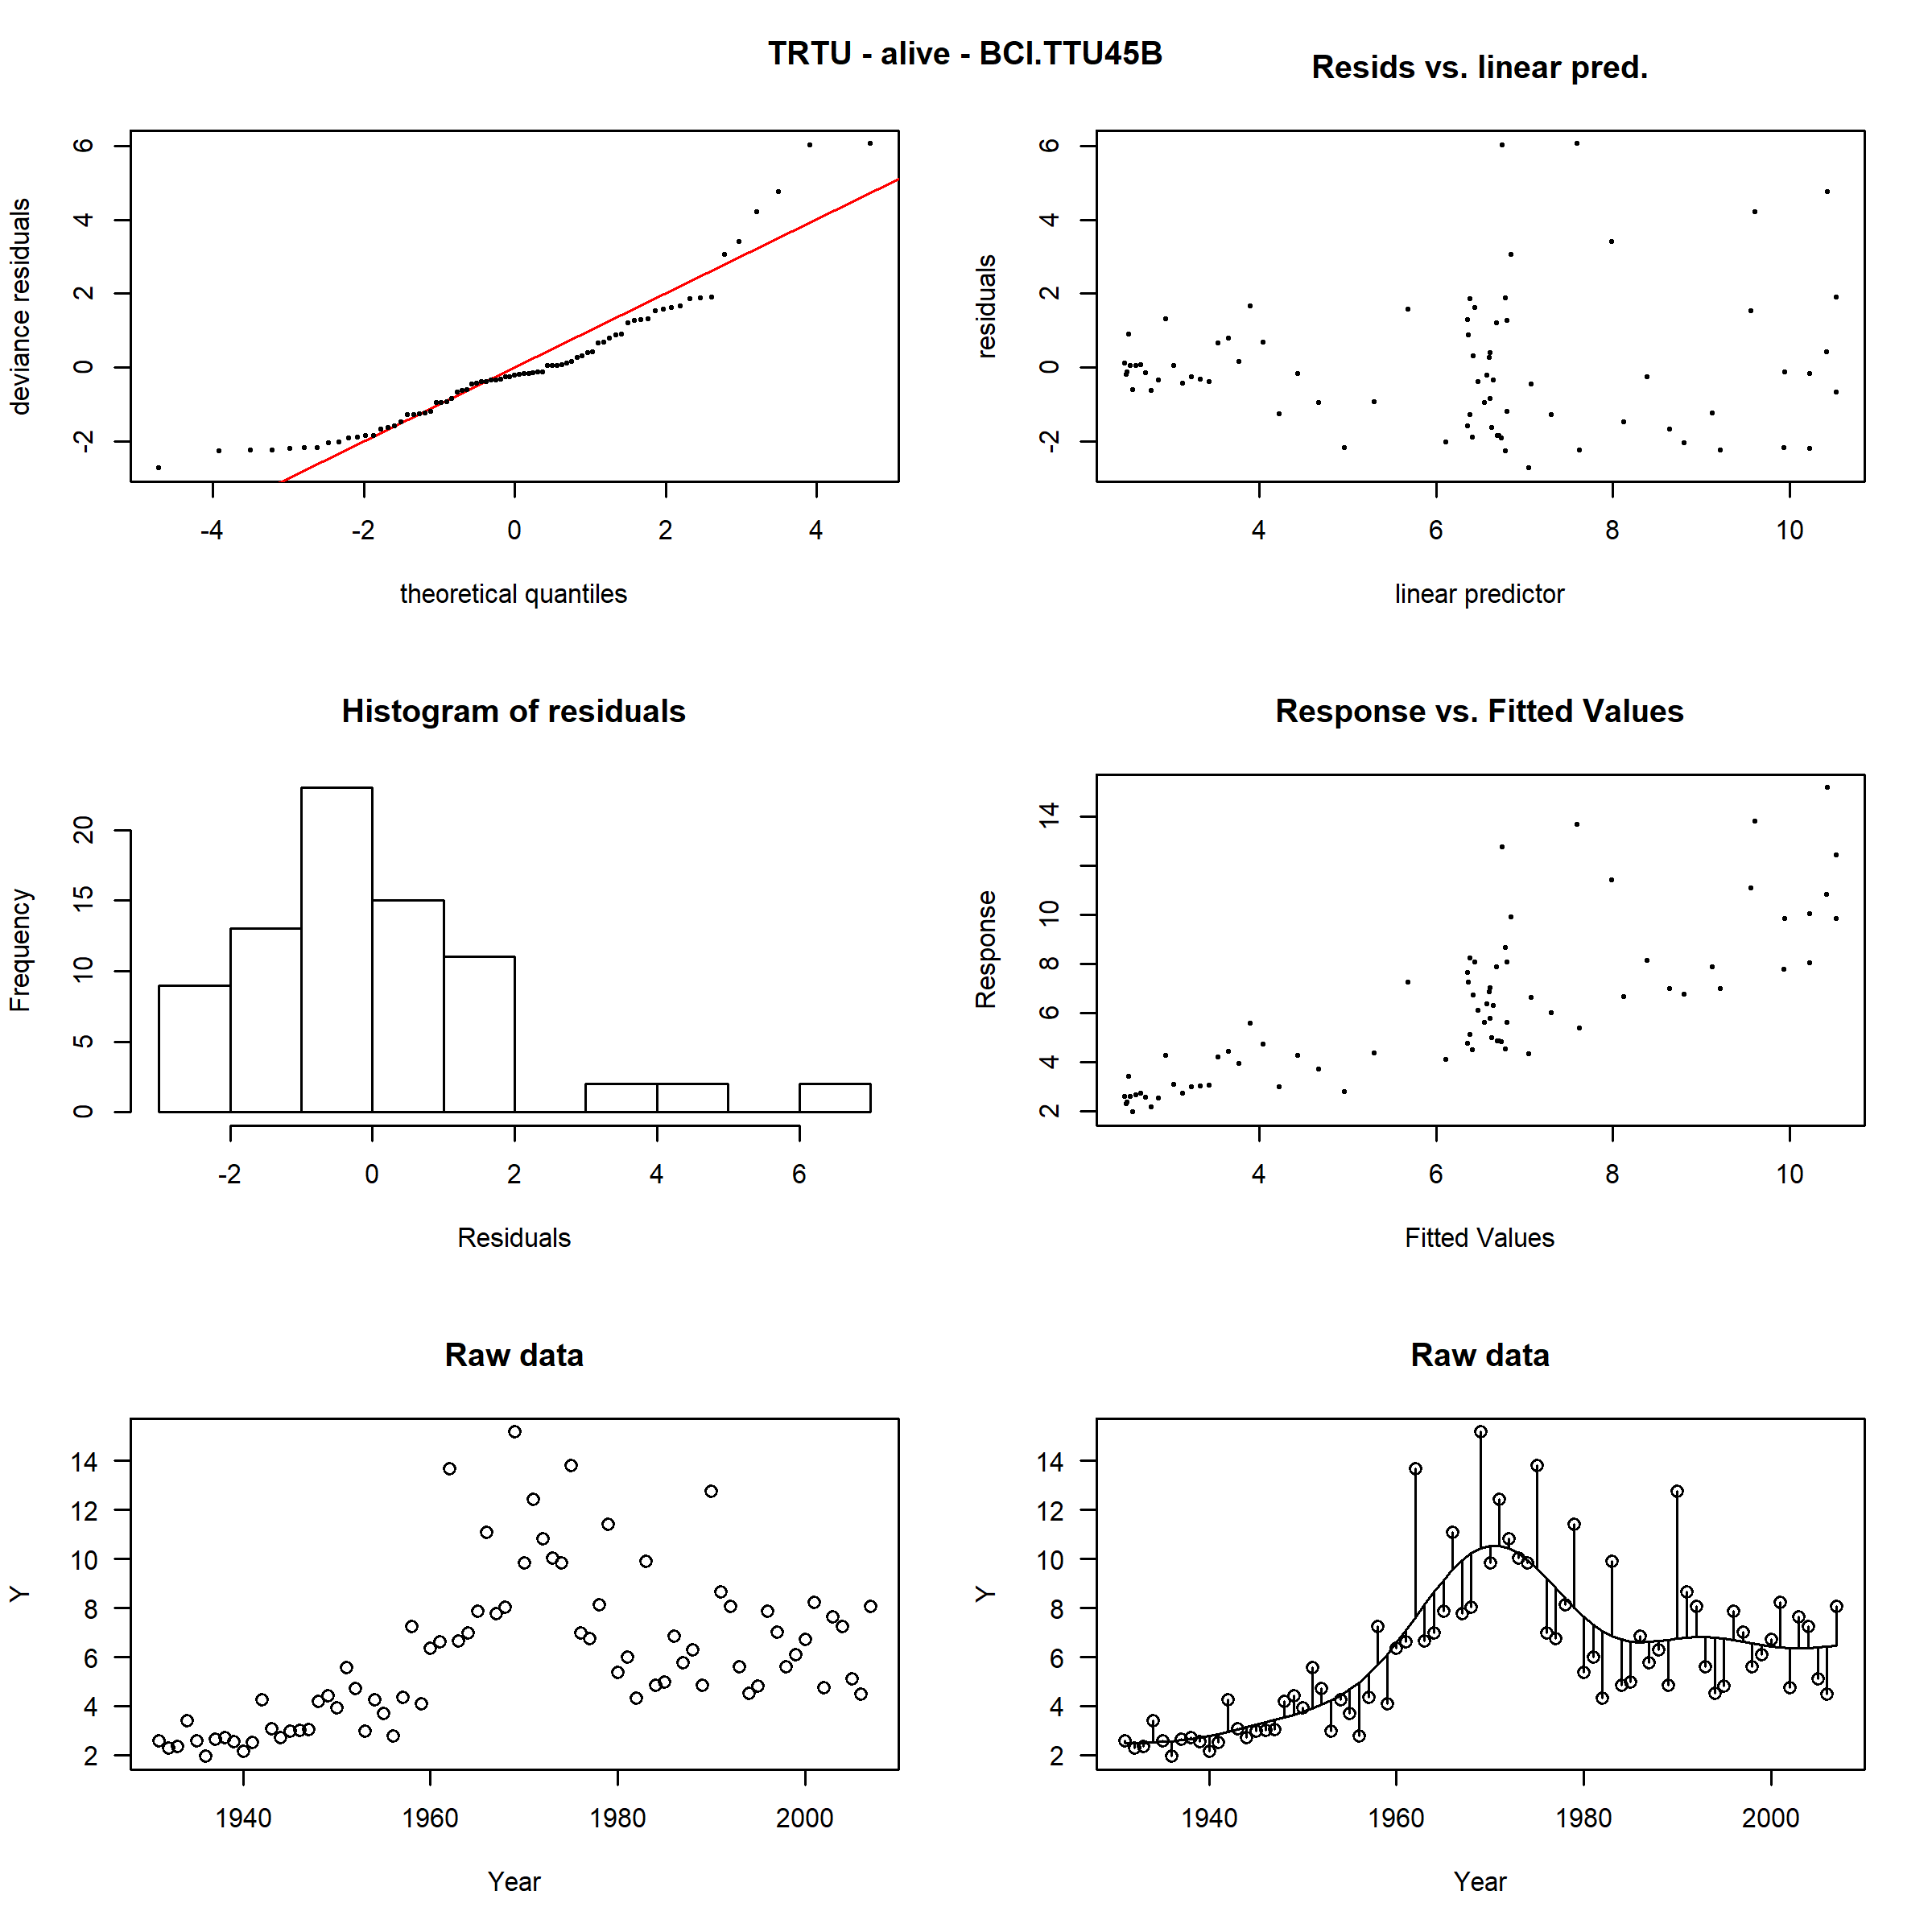 TRTU - alive - BCI.TTU45B
Resids vs. linear pred.
deviance residuals
6
4
2
0
-2
-4 -2 0 2 4
theoretical quantiles
residuals
6
4
2
0
-2
4 6 8 10
linear predictor
Histogram of residuals
Frequency
20
15
10
5
0
-2 0 2 4 6
Residuals
Response vs. Fitted Values
Response
14
10
8
6
4
2
4 6 8 10
Fitted Values
Raw data
Y
14
12
10
8
6
4
2
1940 1960 1980 2000
Year
Raw data
Y
14
12
10
8
6
4
2
1940 1960 1980 2000
Year